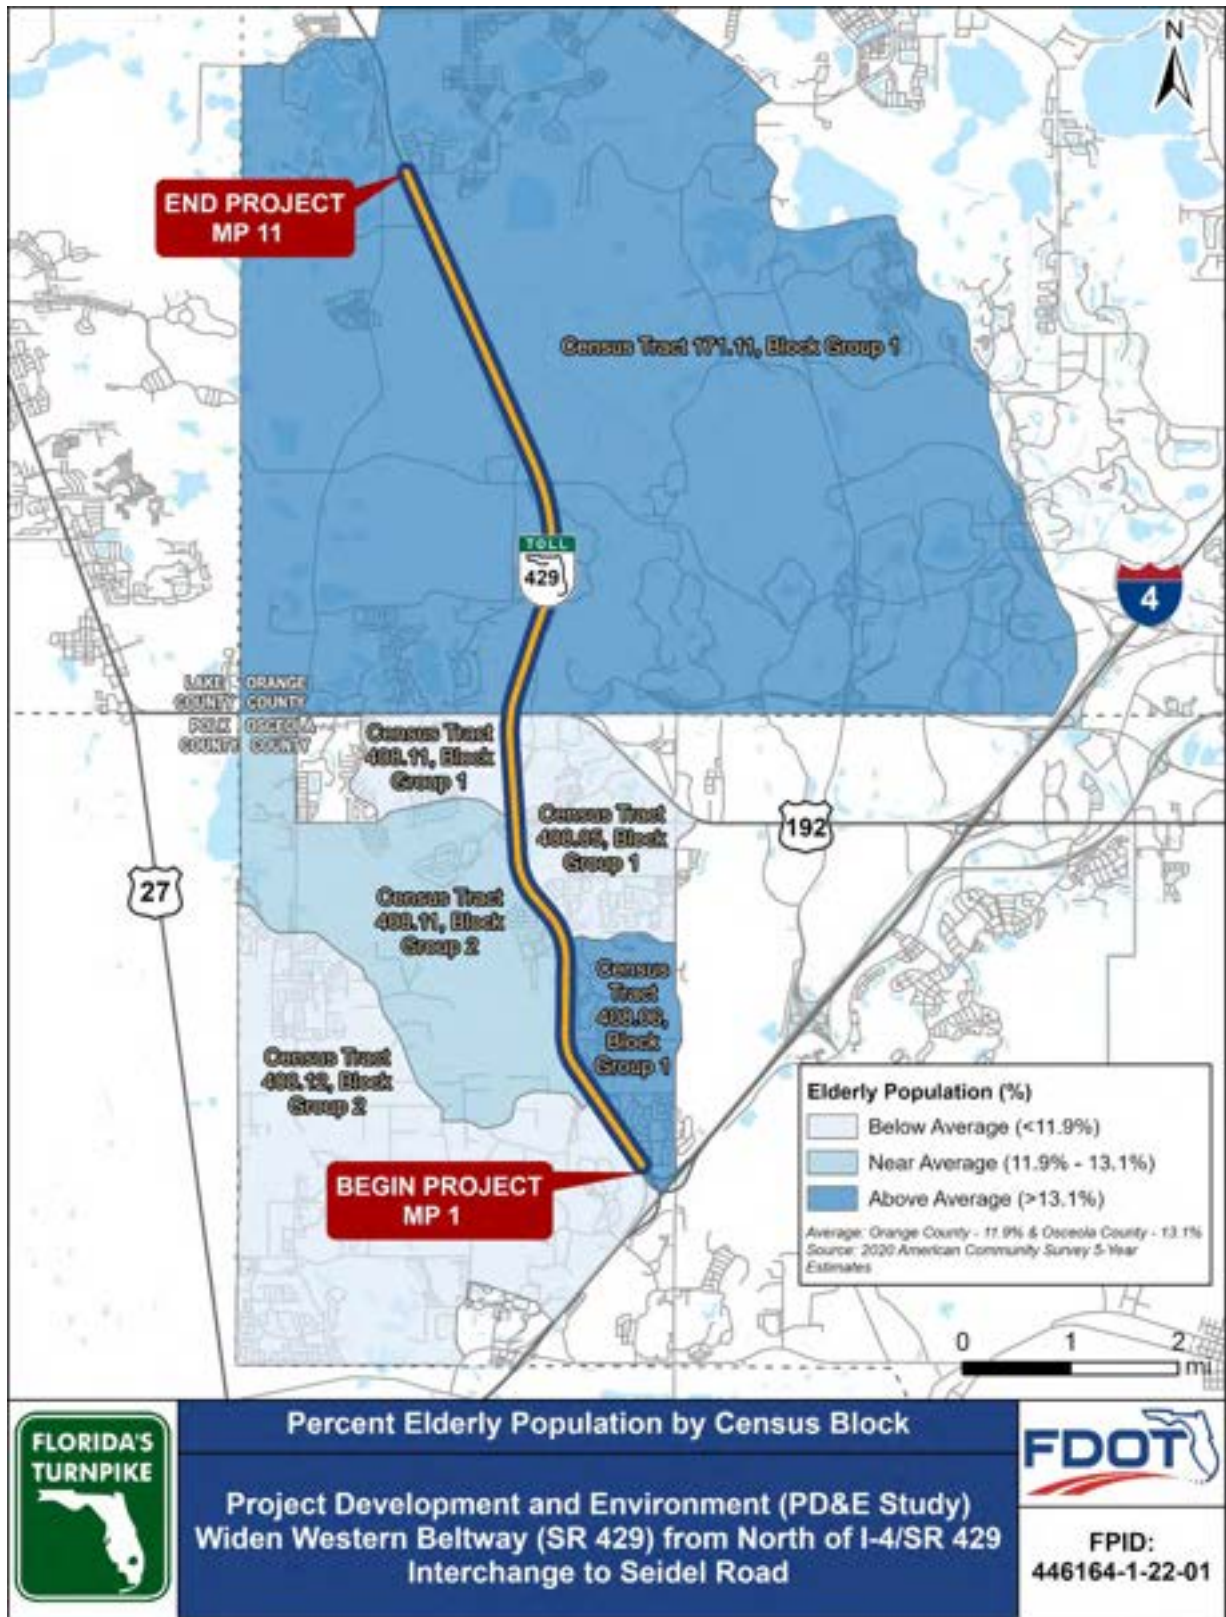 N
END PROJECT
MP 11
Census Tract 171.11, Block Group 1
TOLL
429
4
LAKE ORANGE
COUNTY COUNTY
POLK OSCEOLA
COUNTY COUNTY
Census Tract
408.11, Block
Group 1
Census Tract
408.05, Block
Group 1
192
27
Census Tract
408.11, Block
Group 2
Census
Tract
408.06,
Block
Group 1
Census Tract
408.12, Block
Group 2
BEGIN PROJECT
MP 1
Elderly Population (%)
Below Average (<11.9%)
Near Average (11.9% - 13.1%)
Above Average (>13.1%)
Average: Orange County - 11.9% & Osceola County - 13.1%
Source: 2020 American Community Survey 5-Year
Estimates
0 1 2
mi
FLORIDA'S
TURNPIKE
Percent Elderly Population by Census Block
Project Development and Environment (PD&E Study)
Widen Western Beltway (SR 429) from North of I-4/SR 429
Interchange to Seidel Road
FDOT
FPID:
446164-1-22-01